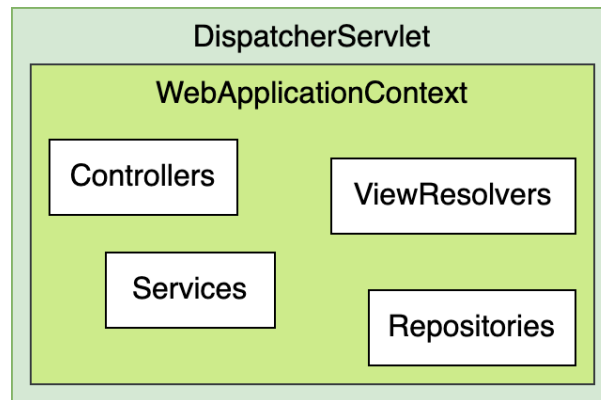 DispatcherServlet
WebApplicationContext
Controllers
ViewResolvers
Services
Repositories